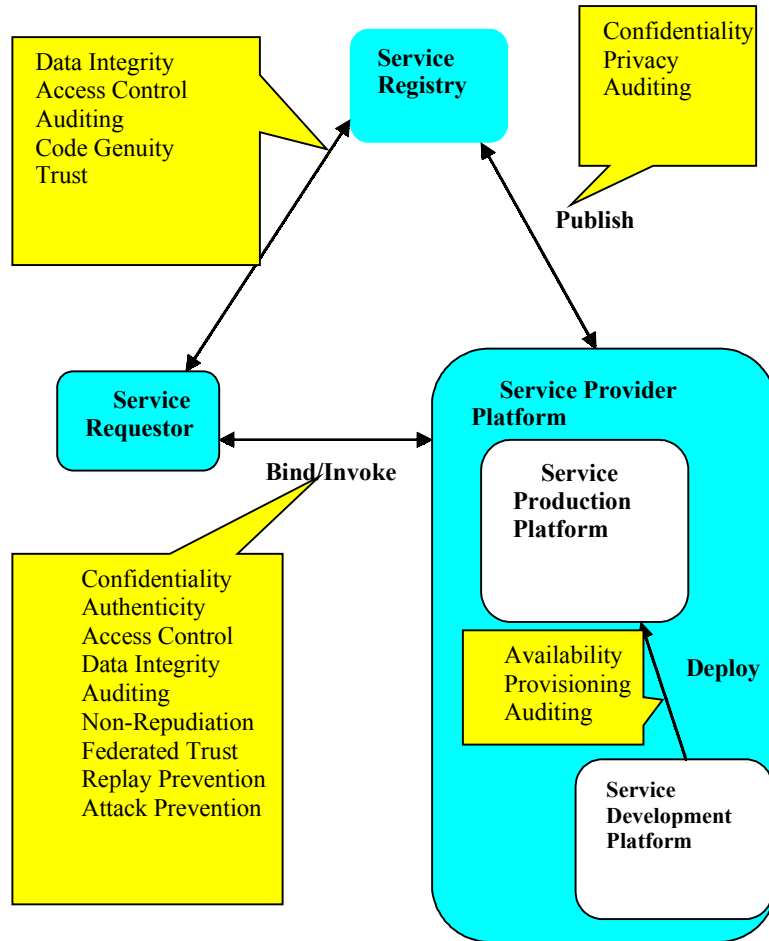 Data Integrity
Access Control
Auditing
Code Genuity
Trust
Service
Registry
Confidentiality
Privacy
Auditing
Publish
Service
Requestor
Bind/Invoke
Service Provider
Platform
Service
Production
Platform
Confidentiality
Authenticity
Access Control
Data Integrity
Auditing
Non-Repudiation
Federated Trust
Replay Prevention
Attack Prevention
Availability
Provisioning
Auditing
Deploy
Service
Development
Platform